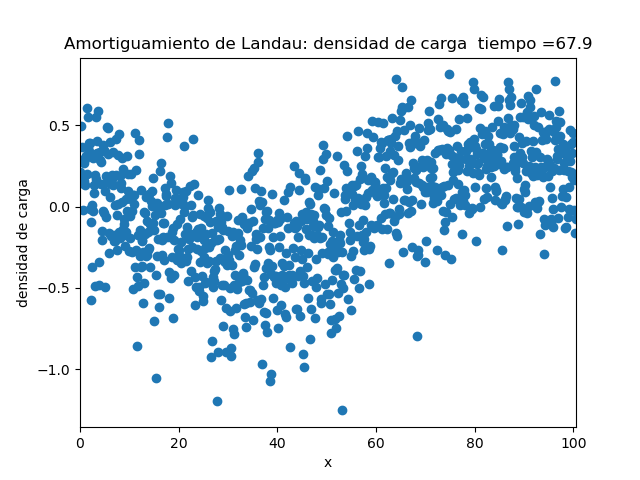 Amortiguamiento de Landau: densidad de carga  tiempo =67.9
densidad de carga
0.5
0.0
−0.5
−1.0
0 20 40 60 80 100
x